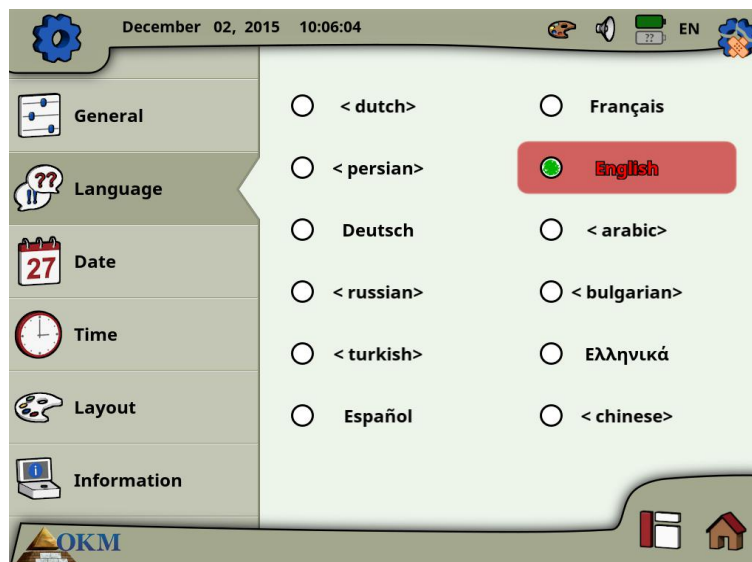 December 02, 2015 10:06:04
??
EN
General
?? !!
Language
27
Date
Time
Layout
Information
< dutch>
Français
< persian>
English
Deutsch
< arabic>
< russian>
< bulgarian>
< turkish>
Ελληνικά
Español
< chinese>
OKM